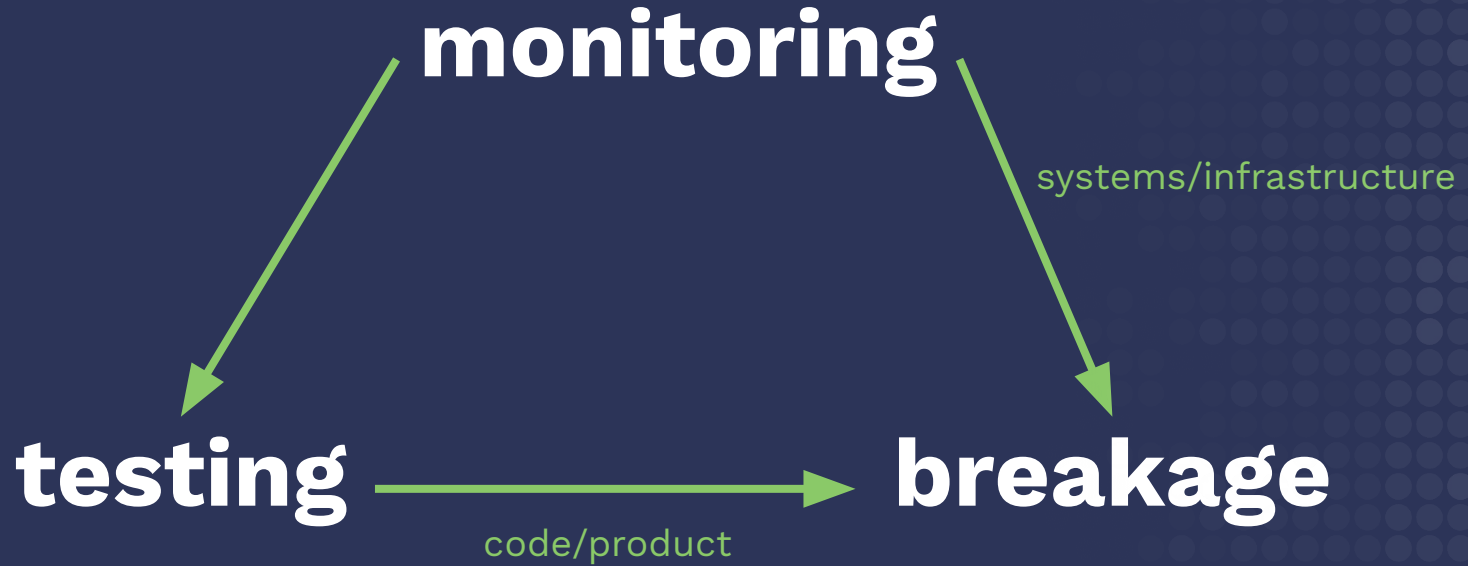 monitoring
systems/infrastructure
testing
breakage
code/product